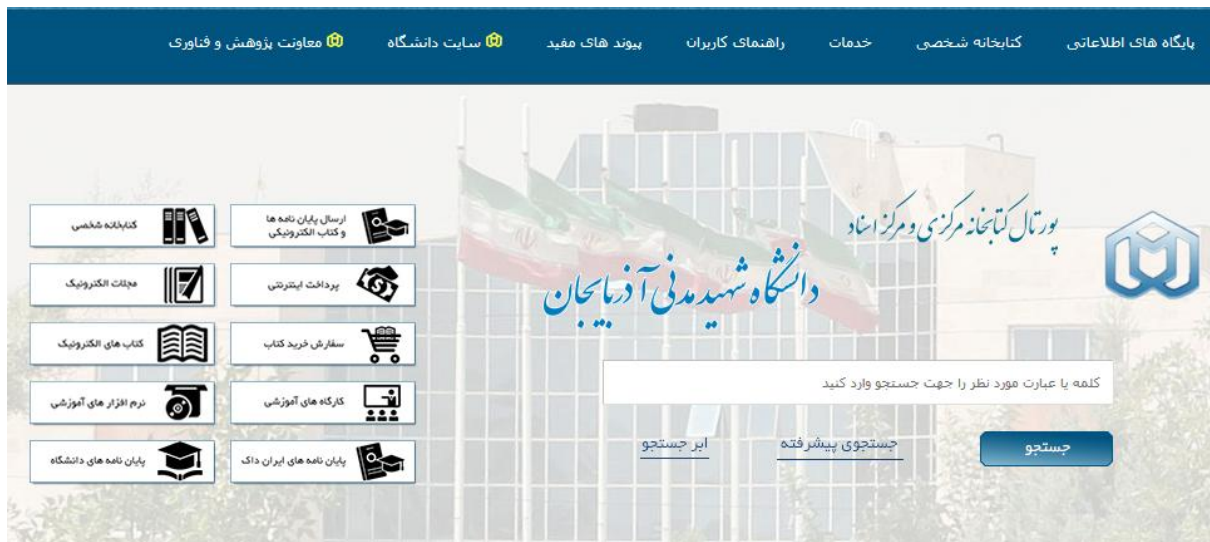 پایگاه های اطلاعاتی
کتابخانه شخصی
خدمات
راهنمای کاربران
پیوند های مفید
سایت دانشگاه
معاونت پژوهش و فناوری
پورتال کتابخانه مرکزی و مرکز اسناد
دانشگاه شهید مدنی آذربایجان
کلمه یا عبارت مورد نظر را جهت جستجو وارد کنید
جستجو
جستجوی پیشرفته
ابر جستجو
ارسال پایان نامه ها
و کتاب الکترونیکی
کتابخانه شخصی
پرداخت اینترنتی
مجلات الکترونیک
سفارش خرید کتاب
کتاب های الکترونیک
کارگاه های آموزشی
نرم افزار های آموزشی
پایان نامه های ایران داک
پایان نامه های دانشگاه